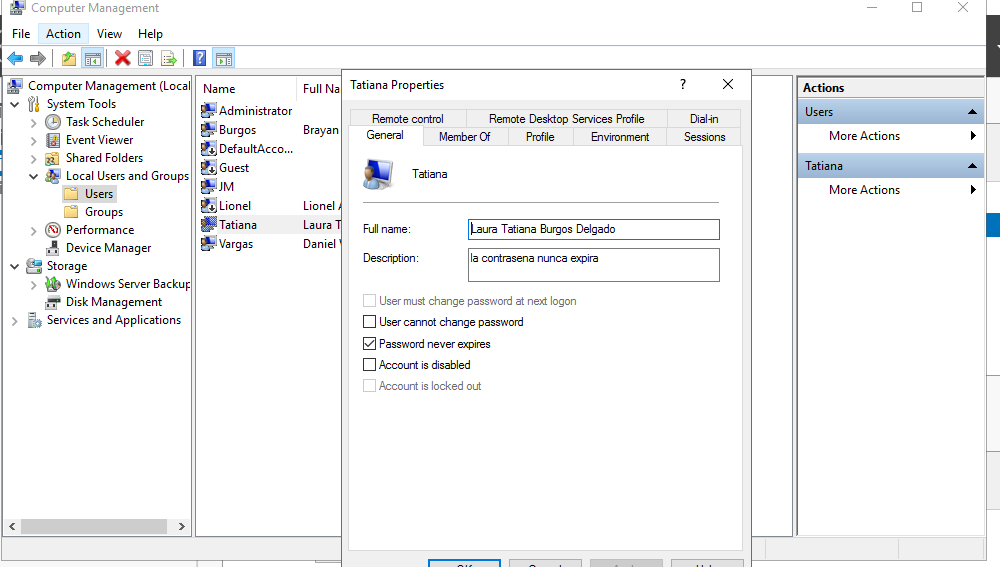 Computer Management
File Action View Help
Computer Management (Local
System Tools
Task Scheduler
Event Viewer
Shared Folders
Local Users and Groups
Users
Groups
Performance
Device Manager
Storage
Windows Server Backup
Disk Management
Services and Applications
Name Full Na
Administrator
Burgos Brayan
DefaultAcco...
Guest
JM
Lionel Lionel
Tatiana Laura T
Vargas Daniel
Tatiana Properties
? 
Remote control Remote Desktop Services Profile Dial-in
General Member Of Profile Environment Sessions
Tatiana
Full name: Laura Tatiana Burgos Delgado
Description: la contrasena nunca expira
User must change password at next logon
User cannot change password
Password never expires
Account is disabled
Account is locked out
Actions
Users
More Actions
Tatiana
More Actions